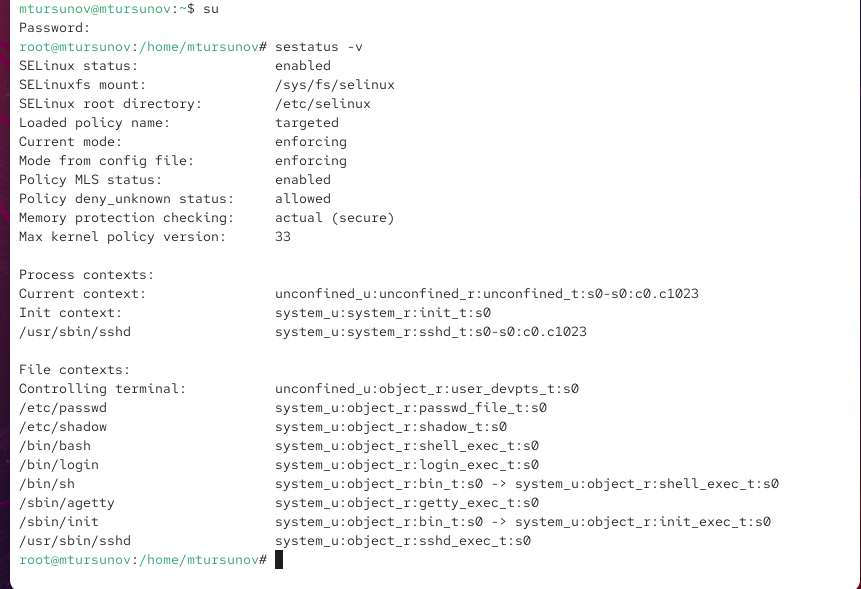 mtursunov@mtursunov:~$ su
Password:
root@mtursunov:/home/mtursunov# sestatus -v
SELinux status:                 enabled
SELinuxfs mount:                /sys/fs/selinux
SELinux root directory:         /etc/selinux
Loaded policy name:             targeted
Current mode:                   enforcing
Mode from config file:          enforcing
Policy MLS status:              enabled
Policy deny_unknown status:     allowed
Memory protection checking:     actual (secure)
Max kernel policy version:      33

Process contexts:
Current context:                unconfined_u:unconfined_r:unconfined_t:s0-s0:c0.c1023
Init context:                   system_u:system_r:init_t:s0
/usr/sbin/sshd                  system_u:system_r:sshd_t:s0-s0:c0.c1023

File contexts:
Controlling terminal:           unconfined_u:object_r:user_devpts_t:s0
/etc/passwd                     system_u:object_r:passwd_file_t:s0
/etc/shadow                     system_u:object_r:shadow_t:s0
/bin/bash                       system_u:object_r:shell_exec_t:s0
/bin/login                      system_u:object_r:login_exec_t:s0
/bin/sh                         system_u:object_r:bin_t:s0 -> system_u:object_r:shell_exec_t:s0
/sbin/agetty                    system_u:object_r:getty_exec_t:s0
/sbin/init                      system_u:object_r:bin_t:s0 -> system_u:object_r:init_exec_t:s0
/usr/sbin/sshd                  system_u:object_r:sshd_exec_t:s0
root@mtursunov:/home/mtursunov#